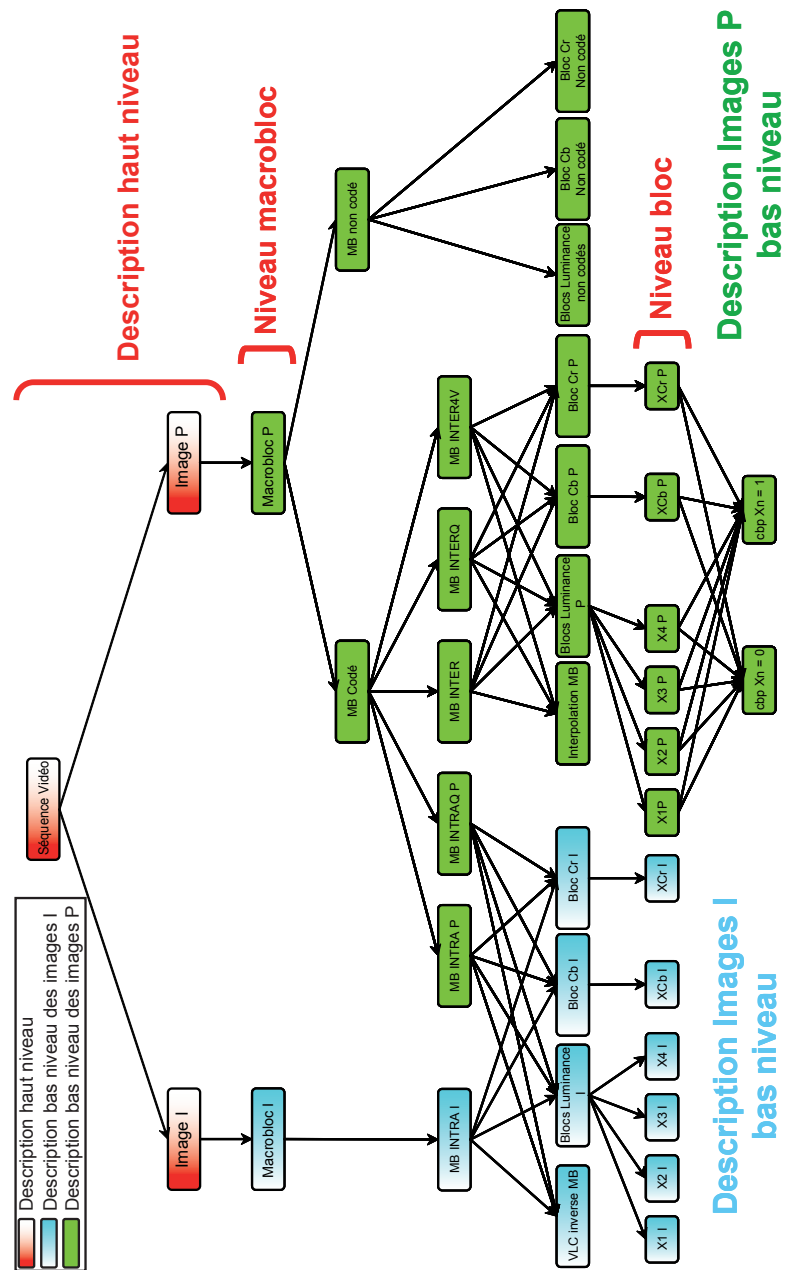 Description haut niveau
Description bas niveau des images I
Description bas niveau des images P
Séquence Vidéo
Image I
Image P
Description haut niveau
Macrobloc I
Macrobloc P
Niveau macrobloc
MB Codé
MB non codé
MB INTRA I
MB INTRA P
MB INTRAQ P
MB INTER
MB INTERQ
MB INTER4V
VLC inverse MB
Blocs Luminance
I
Bloc Cb I
Bloc Cr I
Interpolation MB
Blocs Luminance
P
Bloc Cb P
Bloc Cr P
Blocs Luminance
non codés
Bloc Cb
Non codé
Bloc Cr
Non codé
X1 I
X2 I
X3 I
X4 I
XCb I
XCr I
X1P
X2 P
X3 P
X4 P
XCb P
XCr P
Niveau bloc
cbp Xn = 0
cbp Xn = 1
Description Images I
bas niveau
Description Images P
bas niveau